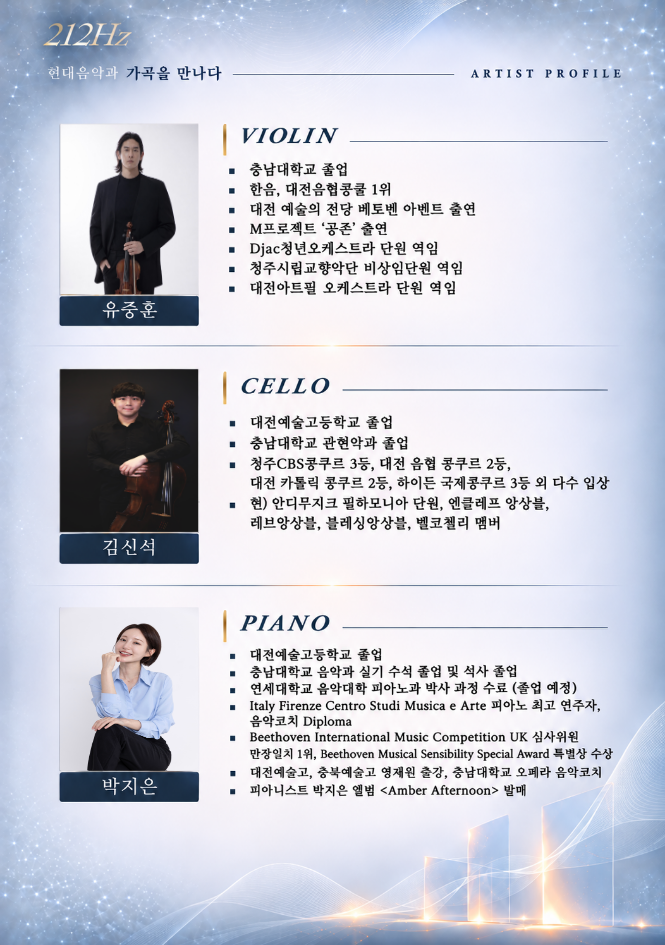 212Hz
현대음악과 가곡을 만나다
ARTIST PROFILE
VIOLIN
충남대학교 졸업
한음, 대전음협콩쿨 1위
대전 예술의 전당 베토벤 아벤트 출연
M프로젝트 ‘공존’ 출연
Djac청년오케스트라 단원 역임
청주시립교향악단 비상임단원 역임
대전아트필 오케스트라 단원 역임
유중훈
CELLO
대전예술고등학교 졸업
충남대학교 관현악과 졸업
청주CBS콩쿠르 3등, 대전 음협 콩쿠르 2등,
대전 카톨릭 콩쿠르 2등, 하이든 국제콩쿠르 3등 외 다수 입상
현) 안디무지크 필하모니아 단원, 엔클레프 앙상블,
레브앙상블, 블레싱앙상블, 벨코첼리 멤버
김신석
PIANO
대전예술고등학교 졸업
충남대학교 음악과 실기 수석 졸업 및 석사 졸업
연세대학교 음악대학 피아노과 박사 과정 수료 (졸업 예정)
Italy Firenze Centro Studi Musica e Arte 피아노 최고 연주자,
음악코치 Diploma
Beethoven International Music Competition UK 심사위원
만장일치 1위, Beethoven Musical Sensibility Special Award 특별상 수상
대전예술고, 충북예술고 영재원 출강, 충남대학교 오페라 음악코치
피아니스트 박지은 앨범 <Amber Afternoon> 발매
박지은